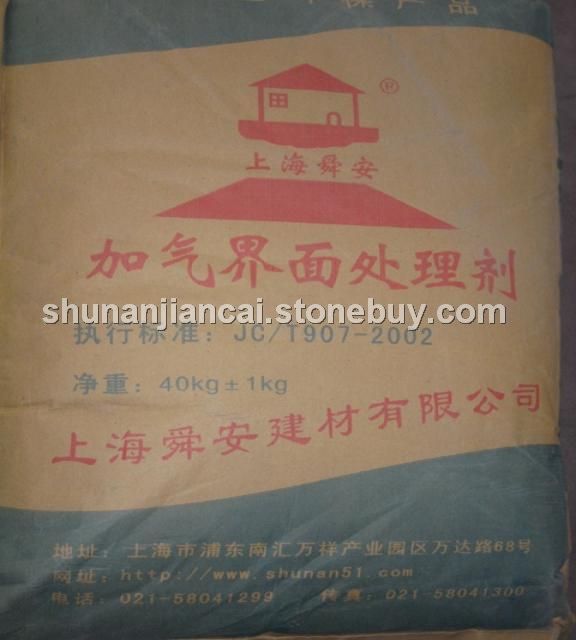 产品
®
上海舜安
加气界面处理剂
shunanjiancai.stonebuy.com
执行标准：JC/T907-2002
净重：40kg±1kg
上海舜安建材有限公司
地址：上海市浦东南汇万祥产业园区万达路68号
网址：http://www.shunan51.com
电话：021-58041299 传真：021-58041300